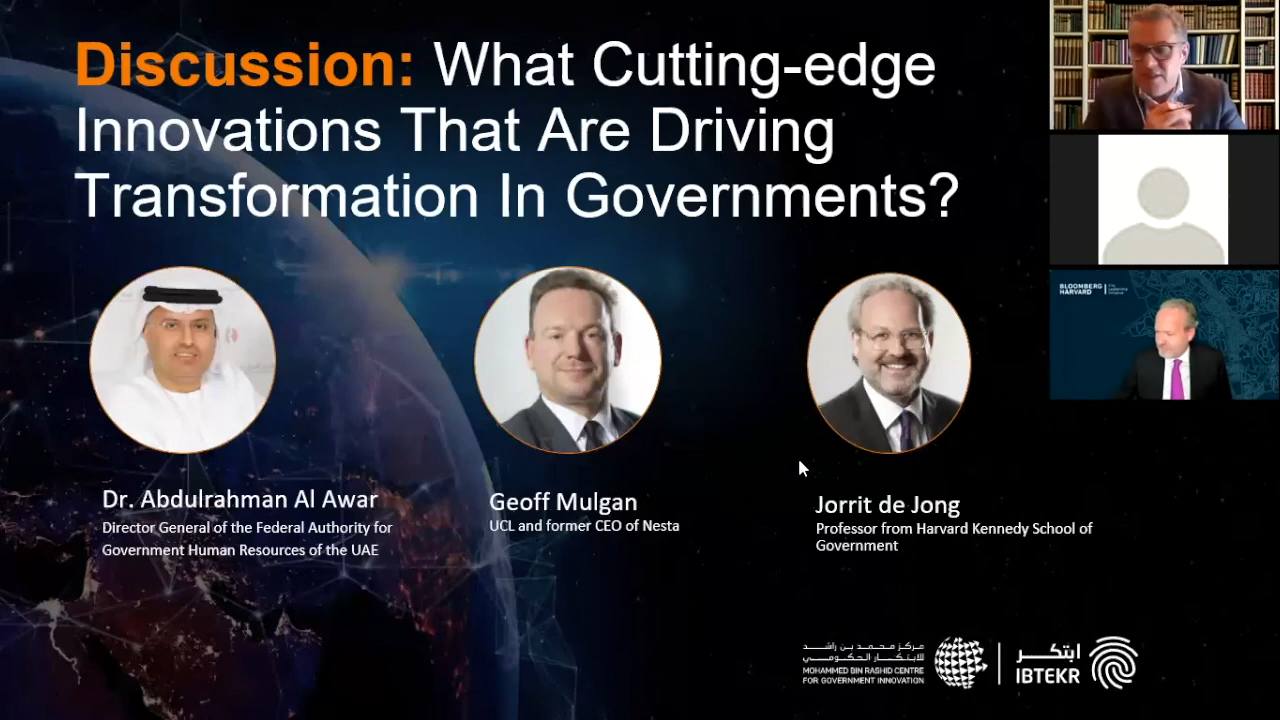 Discussion: What Cutting-edge
Innovations That Are Driving
Transformation In Governments?
BLOOMBERG
HARVARD
City
Leadership
Initiative
Dr. Abdulrahman Al Awar
Director General of the Federal Authority for
Government Human Resources of the UAE
Geoff Mulgan
UCL and former CEO of Nesta
Jorrit de Jong
Professor from Harvard Kennedy School of
Government
مركز محمد بن راشد
للابتكار الحكومي
MOHAMMED BIN RASHID CENTRE
FOR GOVERNMENT INNOVATION
ابتكر
IBTEKR